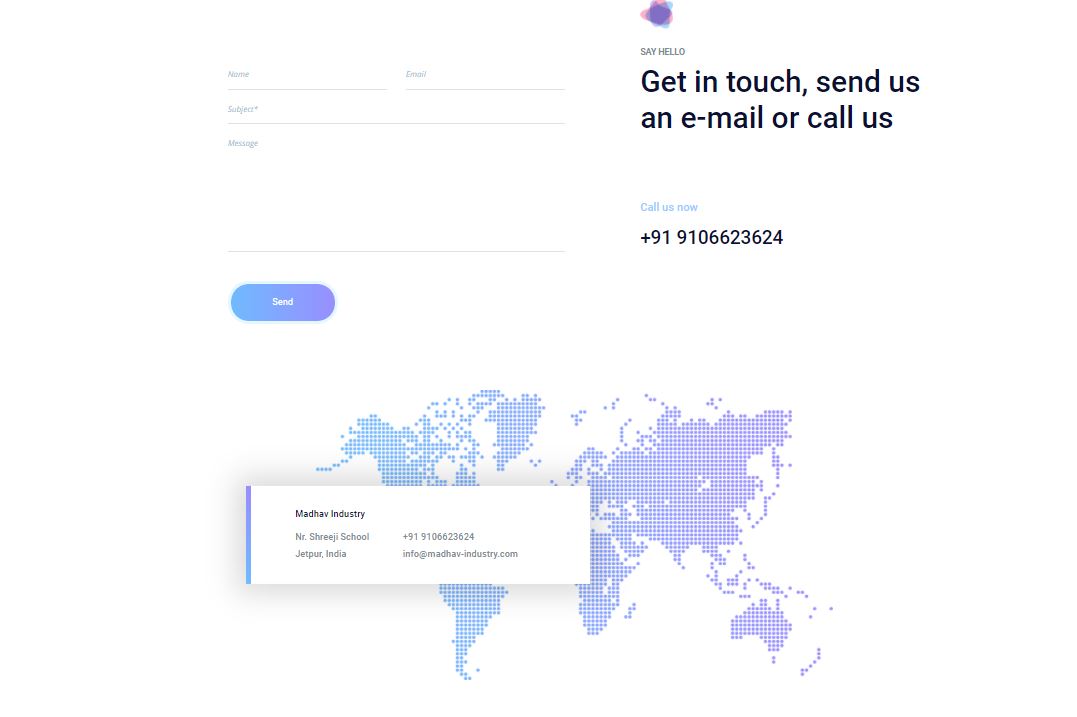 SAY HELLO
Get in touch, send us
an e-mail or call us
Call us now
+91 9106623624
Name
Email
Subject*
Message
Send
Madhav Industry
Nr. Shreeji School
Jetpur, India
+91 9106623624
info@madhav-industry.com